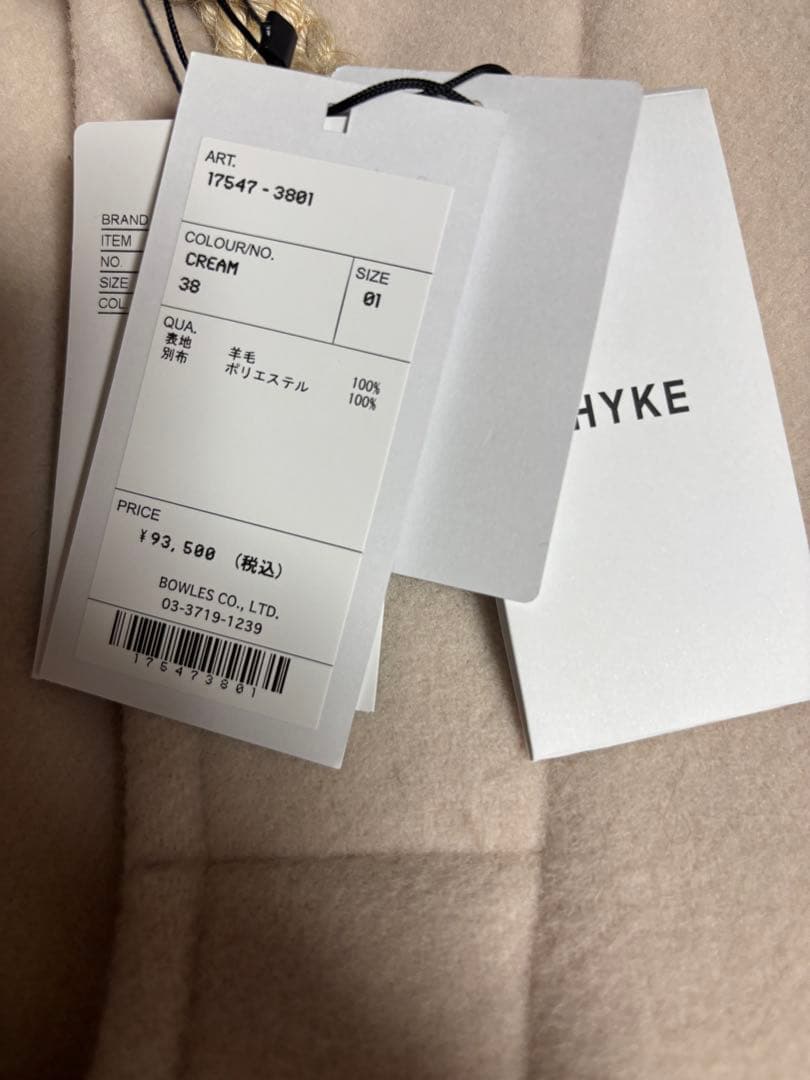 BRAND
ITEM
NO.
SIZE
COL
ART.
17547-3801
COLOUR/NO.
CREAM
38
SIZE
01
QUA.
表地 羊毛 100%
別布 ポリエステル 100%
PRICE
¥93,500 (税込)
BOWLES CO., LTD.
03-3719-1239
175473801
HYKE